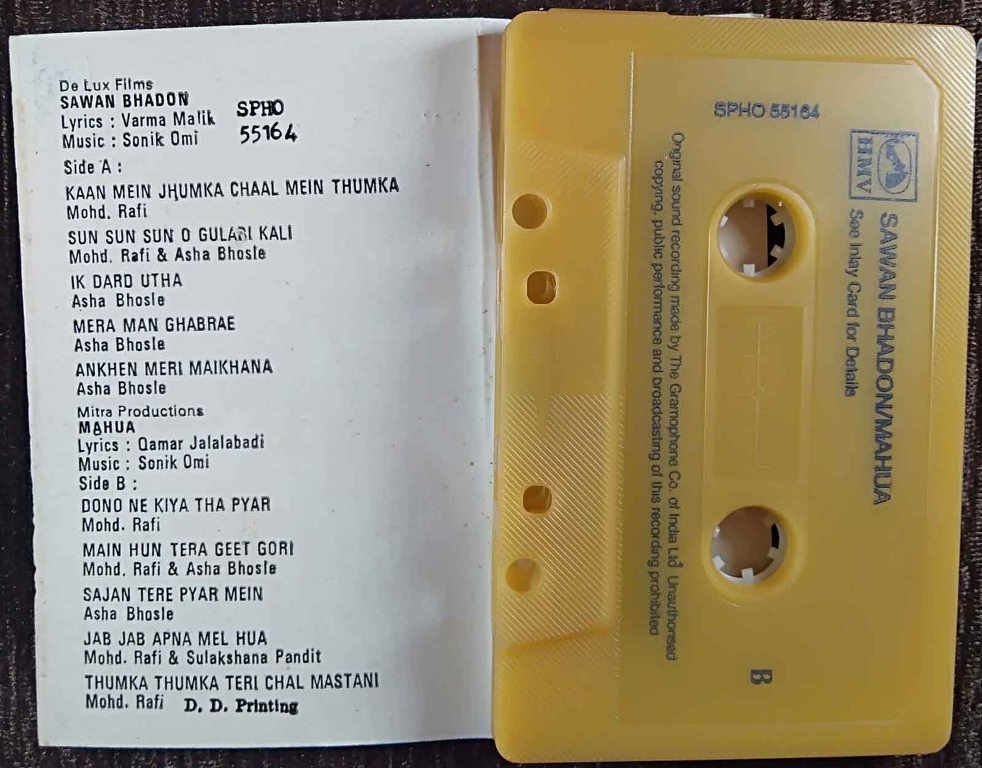 De Lux Films
SAWAN BHADON
Lyrics : Varma Malik
Music : Sonik Omi
SPHO
55164
Side A :
KAAN MEIN JHUMKA CHAAL MEIN THUMKA
Mohd. Rafi
SUN SUN SUN O GULABI KALI
Mohd. Rafi & Asha Bhosle
IK DARD UTHA
Asha Bhosle
MERA MAN GHABRAE
Asha Bhosle
ANKHEN MERI MAIKHANA
Asha Bhosle
Mitra Productions
MAHUA
Lyrics : Qamar Jalalabadi
Music : Sonik Omi
Side B :
DONO NE KIYA THA PYAR
Mohd. Rafi
MAIN HUN TERA GEET GORI
Mohd. Rafi & Asha Bhosle
SAJAN TERE PYAR MEIN
Asha Bhosle
JAB JAB APNA MEL HUA
Mohd. Rafi & Sulakshana Pandit
THUMKA THUMKA TERI CHAL MASTANI
Mohd. Rafi D. D. Printing
SPHO 55164
HMV
SAWAN BHADON/MAHUA
See Inlay Card for Details
Original sound recording made by The Gramophone Co. of India Ltd. Unauthorised
copying, public performance and broadcasting of this recording prohibited
B